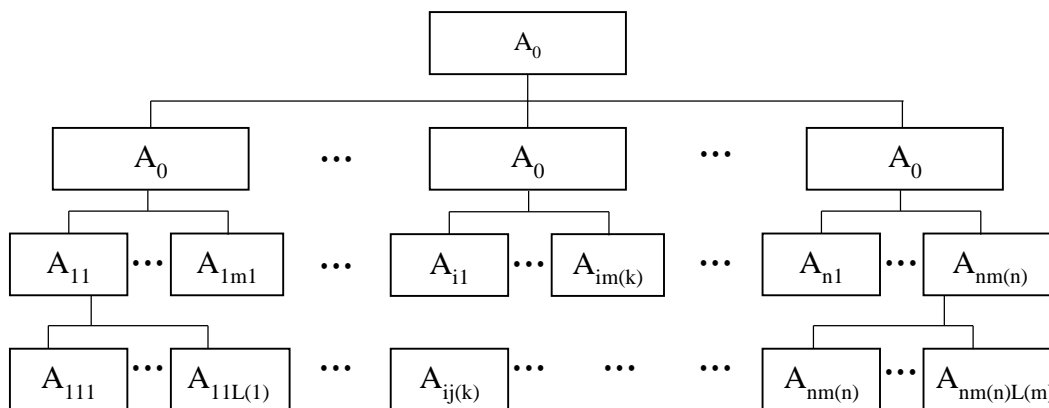 A₀
A₀ ... A₀ ... A₀
A₁₁ ... A₁ₘ₁ ... Aᵢ₁ ... Aᵢₘ₍ₖ₎ ... Aₙ₁ ... Aₙₘ₍ₙ₎
A₁₁₁ ... A₁₁L₍₁₎ ... Aᵢⱼ₍ₖ₎ ... ... ... Aₙₘ₍ₙ₎ ... Aₙₘ₍ₙ₎L₍ₘ₎